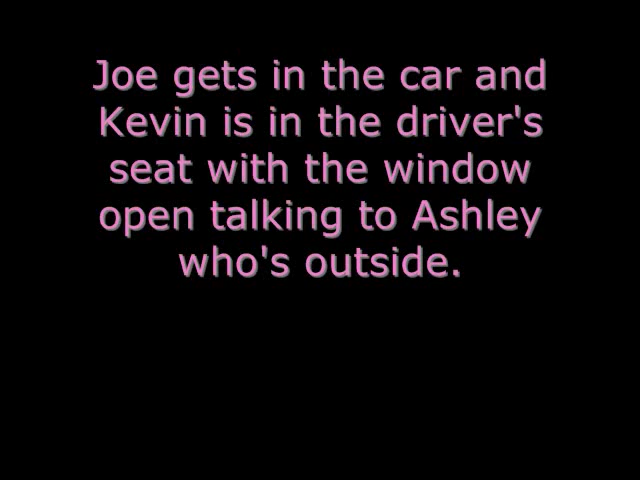 Joe gets in the car and
Kevin is in the driver's
seat with the window
open talking to Ashley
who's outside.